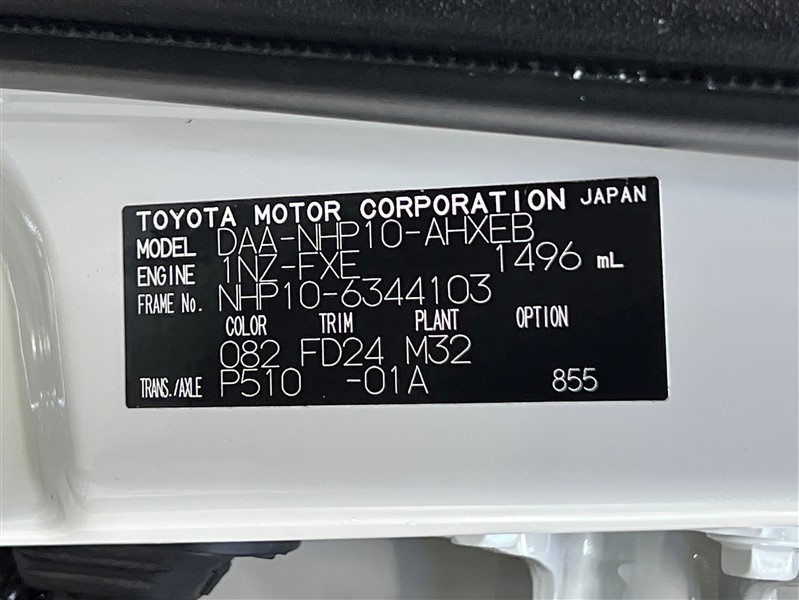 TOYOTA MOTOR CORPORATION JAPAN
MODEL DAA-NHP10-AHXEB
ENGINE 1NZ-FXE 1496 mL
FRAME No. NHP10-6344103
COLOR TRIM PLANT OPTION
082 FD24 M32
TRANS./AXLE P510 -01A 855